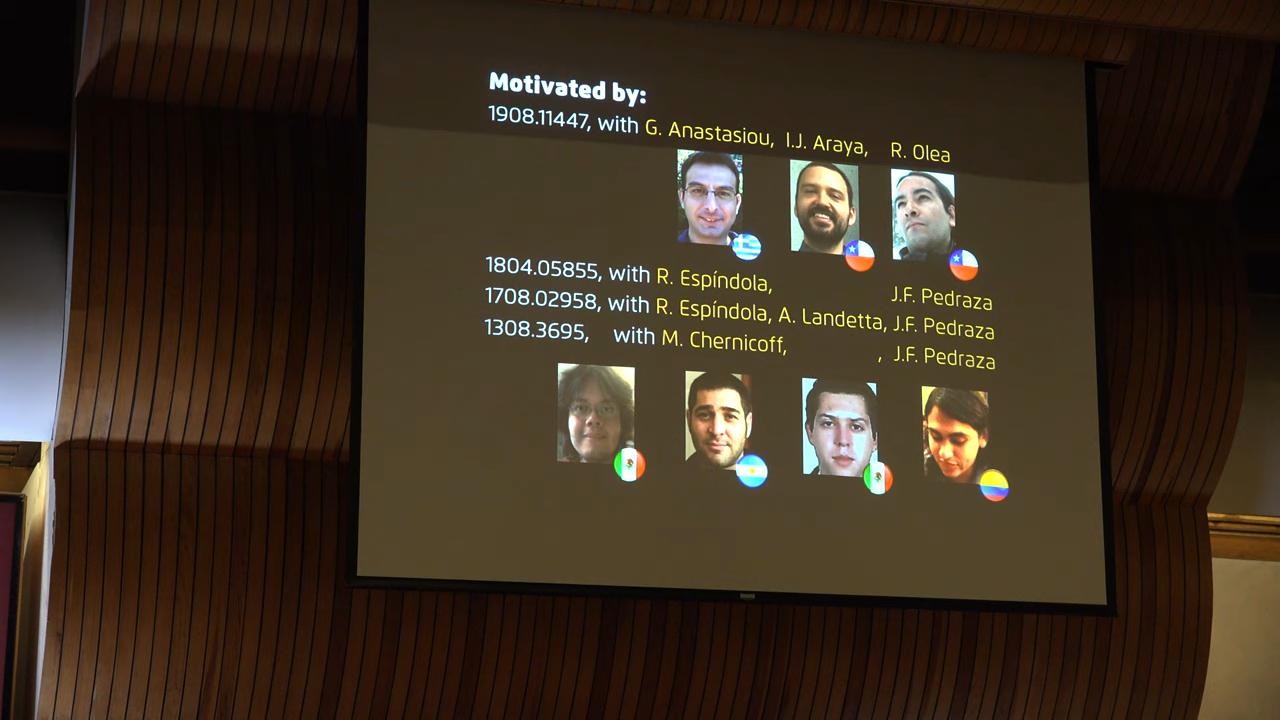 Motivated by:
1908.11447, with G. Anastasiou, I.J. Araya, R. Olea
1804.05855, with R. Espíndola, J.F. Pedraza
1708.02958, with R. Espíndola, A. Landetta, J.F. Pedraza
1308.3695, with M. Chernicoff, , J.F. Pedraza